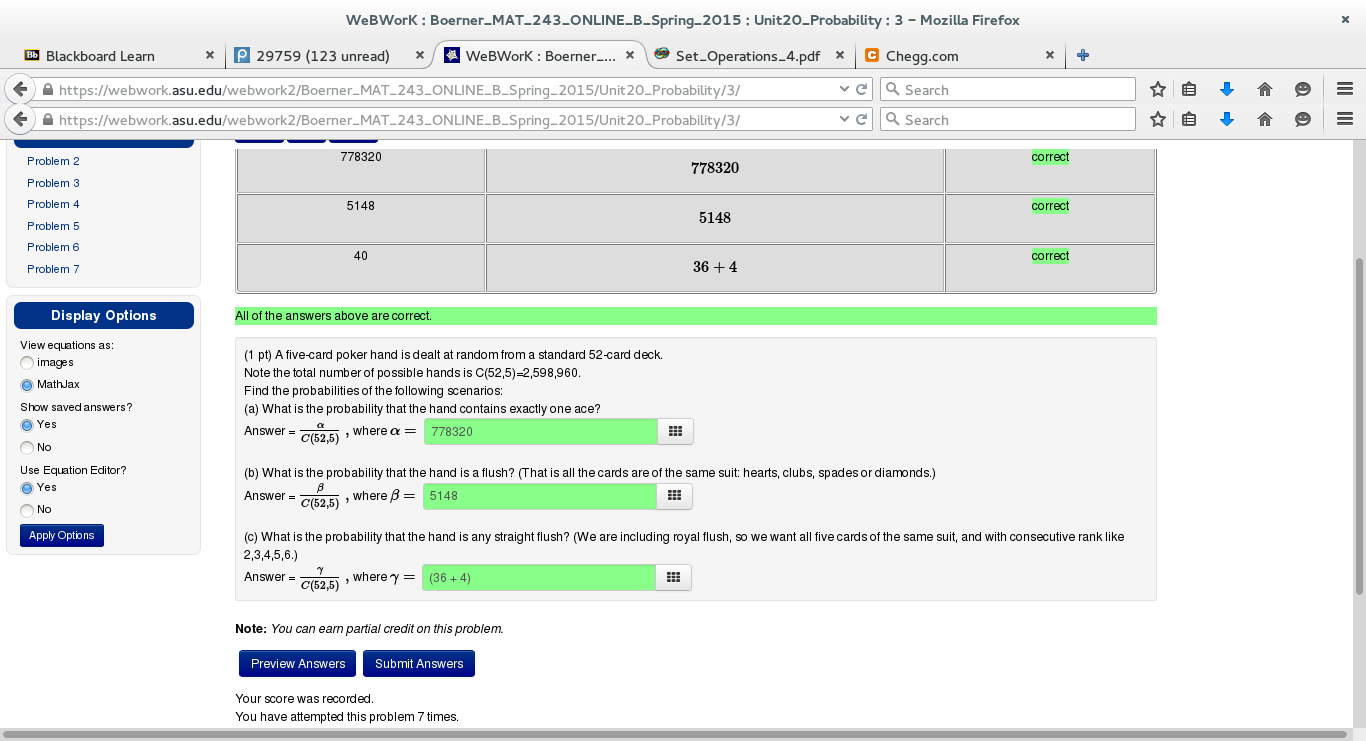 WeBWorK : Boerner_MAT_243_ONLINE_B_Spring_2015 : Unit20_Probability : 3 - Mozilla Firefox
Bb Blackboard Learn × 29759 (123 unread) × WeBWorK : Boerner_... × Set_Operations_4.pdf × Chegg.com ×
https://webwork.asu.edu/webwork2/Boerner_MAT_243_ONLINE_B_Spring_2015/Unit20_Probability/3/ Search
https://webwork.asu.edu/webwork2/Boerner_MAT_243_ONLINE_B_Spring_2015/Unit20_Probability/3/ Search
Problem 2
Problem 3
Problem 4
Problem 5
Problem 6
Problem 7
Display Options
View equations as:
images
MathJax
Show saved answers?
Yes
No
Use Equation Editor?
Yes
No
Apply Options
778320 778320 correct
5148 5148 correct
40 36 + 4 correct
All of the answers above are correct.
(1 pt) A five-card poker hand is dealt at random from a standard 52-card deck.
Note the total number of possible hands is C(52,5)=2,598,960.
Find the probabilities of the following scenarios:
(a) What is the probability that the hand contains exactly one ace?
Answer = α/C(52,5) , where α = 778320
(b) What is the probability that the hand is a flush? (That is all the cards are of the same suit: hearts, clubs, spades or diamonds.)
Answer = β/C(52,5) , where β = 5148
(c) What is the probability that the hand is any straight flush? (We are including royal flush, so we want all five cards of the same suit, and with consecutive rank like
2,3,4,5,6.)
Answer = γ/C(52,5) , where γ = (36 + 4)
Note: You can earn partial credit on this problem.
Preview Answers Submit Answers
Your score was recorded.
You have attempted this problem 7 times.